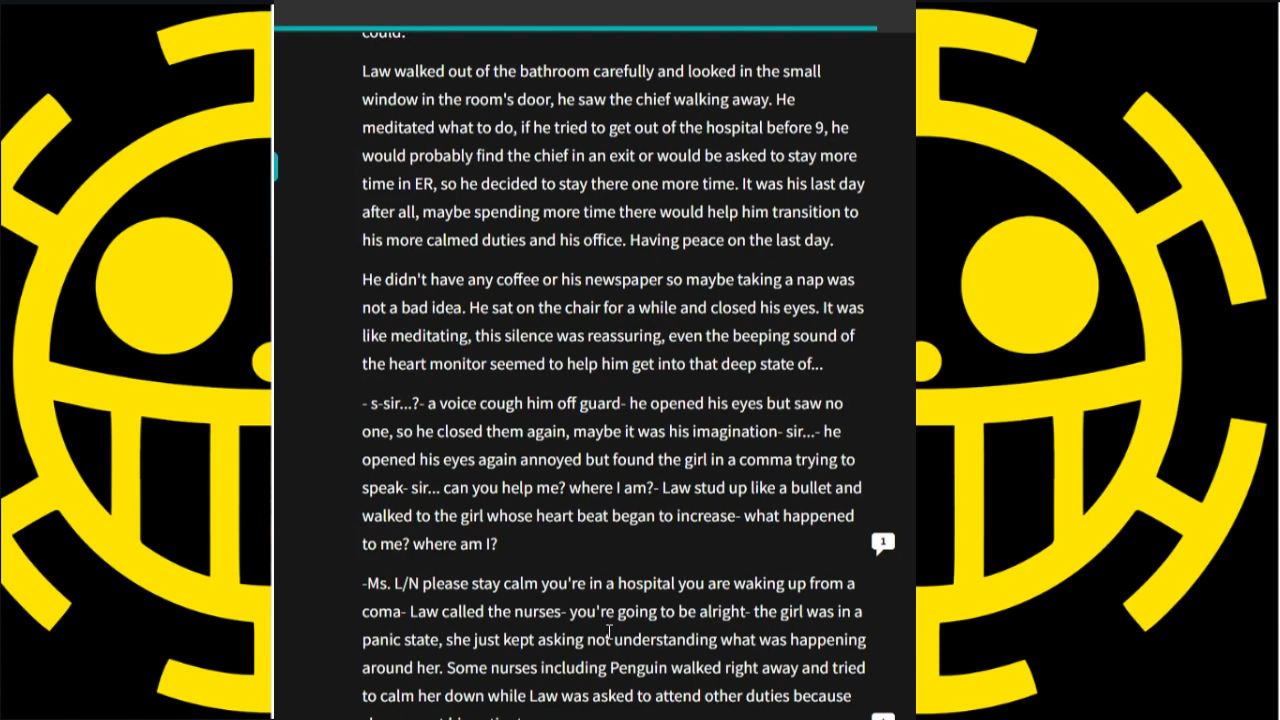 could.
Law walked out of the bathroom carefully and looked in the small
window in the room's door, he saw the chief walking away. He
meditated what to do, if he tried to get out of the hospital before 9, he
would probably find the chief in an exit or would be asked to stay more
time in ER, so he decided to stay there one more time. It was his last day
after all, maybe spending more time there would help him transition to
his more calmed duties and his office. Having peace on the last day.
He didn't have any coffee or his newspaper so maybe taking a nap was
not a bad idea. He sat on the chair for a while and closed his eyes. It was
like meditating, this silence was reassuring, even the beeping sound of
the heart monitor seemed to help him get into that deep state of...
- s-sir...?- a voice cough him off guard- he opened his eyes but saw no
one, so he closed them again, maybe it was his imagination- sir...- he
opened his eyes again annoyed but found the girl in a comma trying to
speak- sir... can you help me? where I am?- Law stud up like a bullet and
walked to the girl whose heart beat began to increase- what happened
to me? where am I?
1
-Ms. L/N please stay calm you're in a hospital you are waking up from a
coma- Law called the nurses- you're going to be alright- the girl was in a
panic state, she just kept asking not understanding what was happening
around her. Some nurses including Penguin walked right away and tried
to calm her down while Law was asked to attend other duties because